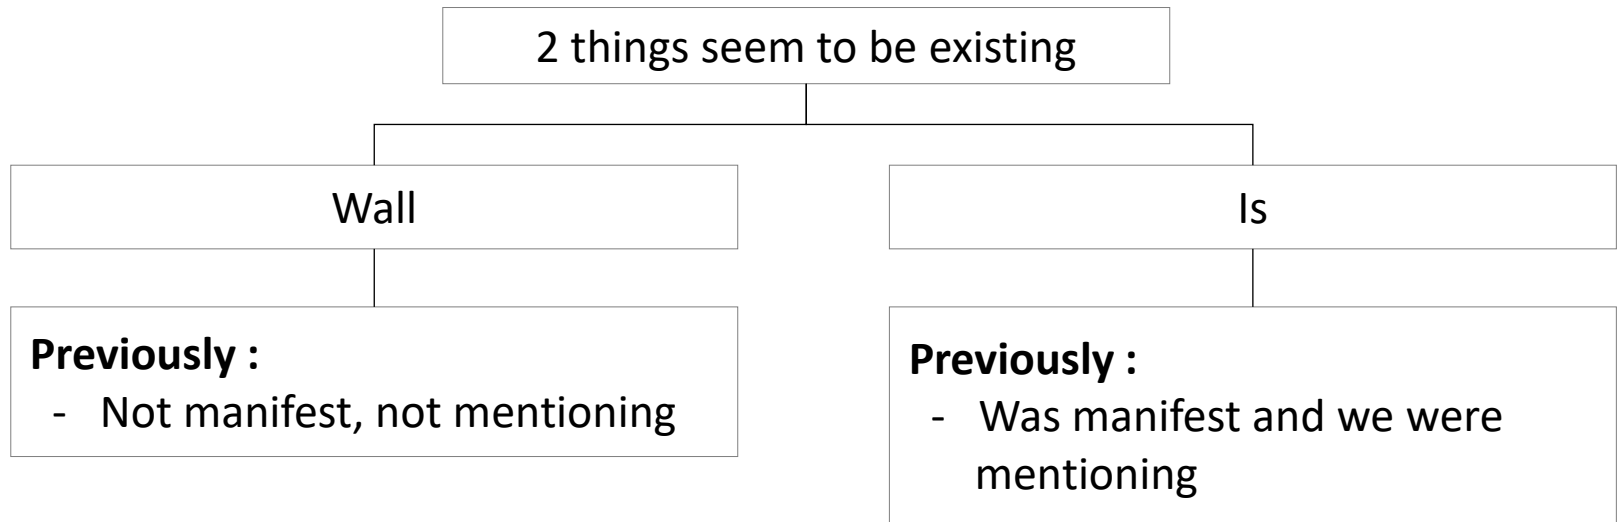 2 things seem to be existing
Wall
Is
Previously :
- Not manifest, not mentioning
Previously :
- Was manifest and we were
mentioning